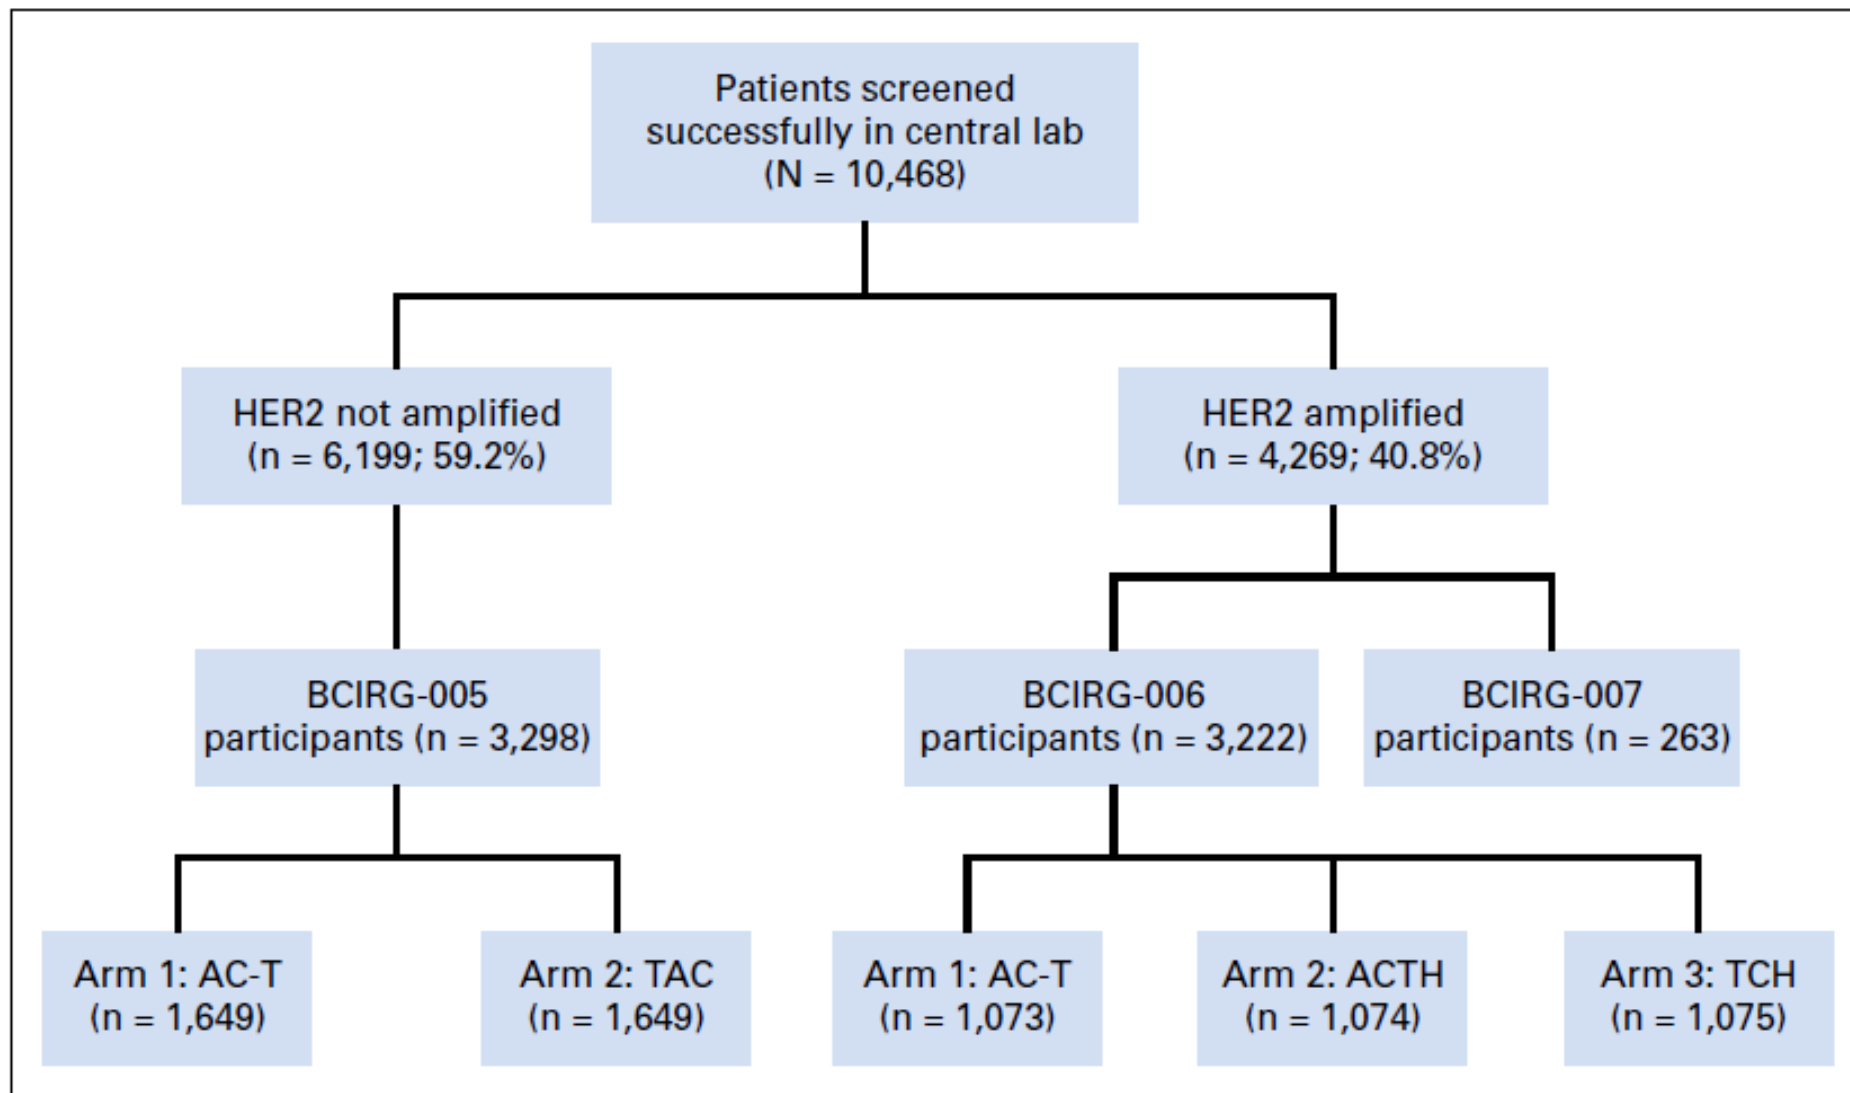 Patients screened
successfully in central lab
(N = 10,468)
HER2 not amplified
(n = 6,199; 59.2%)
HER2 amplified
(n = 4,269; 40.8%)
BCIRG-005
participants (n = 3,298)
BCIRG-006
participants (n = 3,222)
BCIRG-007
participants (n = 263)
Arm 1: AC-T
(n = 1,649)
Arm 2: TAC
(n = 1,649)
Arm 1: AC-T
(n = 1,073)
Arm 2: ACTH
(n = 1,074)
Arm 3: TCH
(n = 1,075)